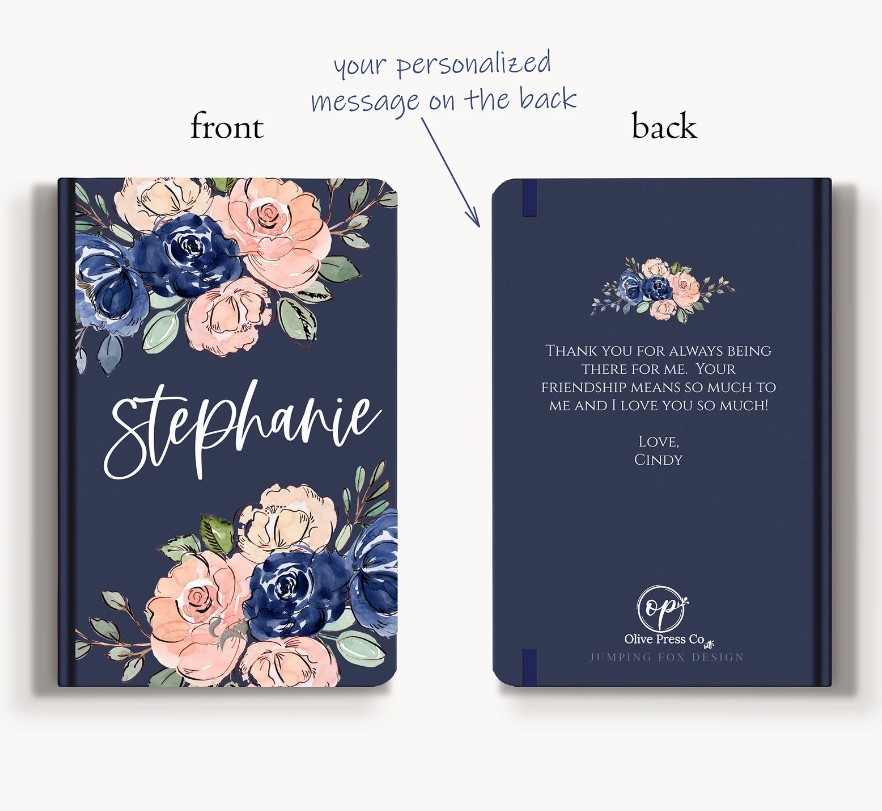 your personalized
message on the back
front
back
Stephanie
Thank you for always being
there for me. Your
friendship means so much to
me and I love you so much!
Love,
Cindy
op
Olive Press Co
JUMPING FOX DESIGN